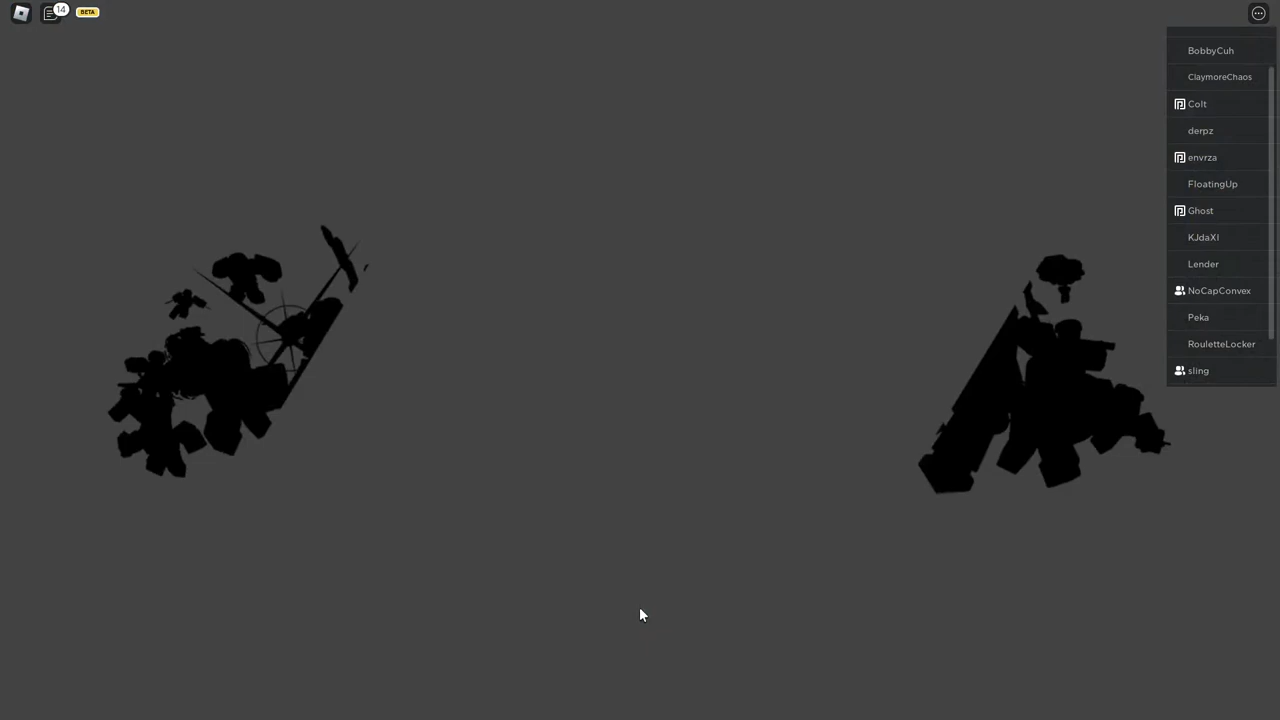 14
BETA
BobbyCuh
ClaymoreChaos
Colt
derpz
envrza
FloatingUp
Ghost
KJdaXI
Lender
NoCapConvex
Peka
RouletteLocker
sling